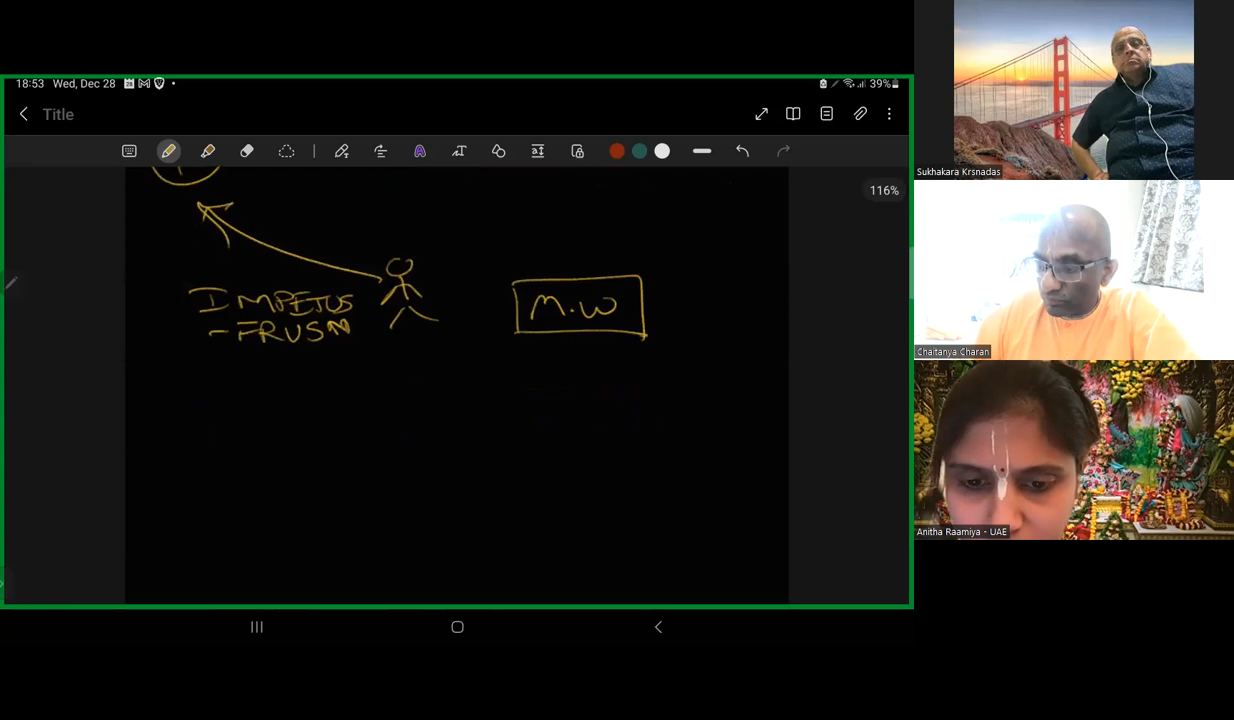 18:53 Wed, Dec 28
39%
Title
116%
IMPETUS
- FRUSN
M.W
Sukhakara Krsnadas
Chaitanya Charan
Anitha Raamiya - UAE